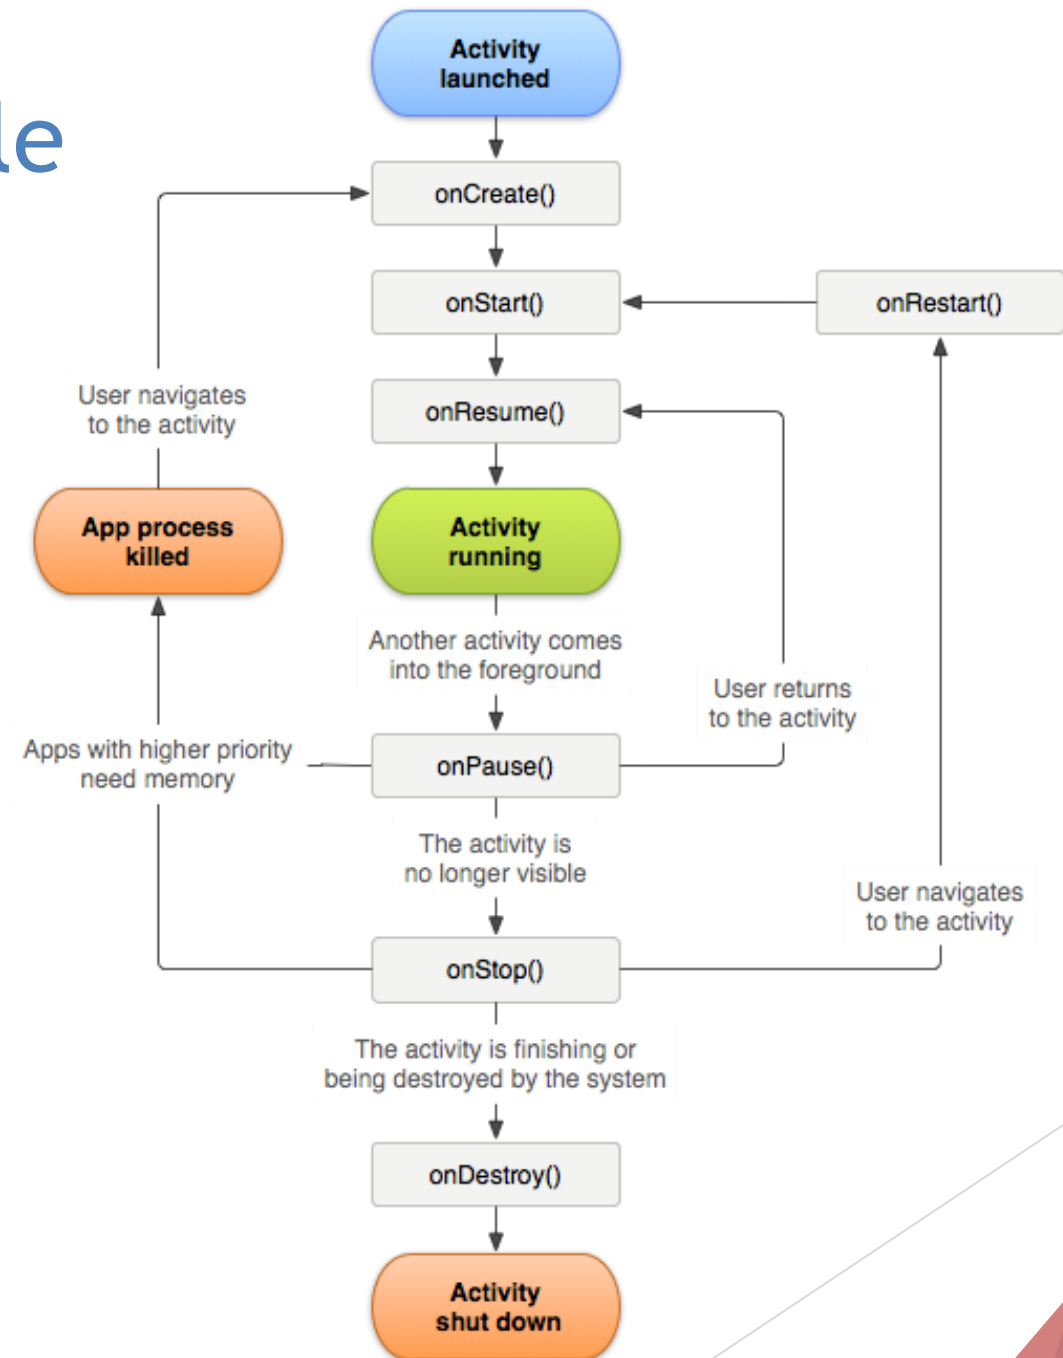 Activity
launched
le
onCreate()
onStart()
onRestart()
User navigates
to the activity
onResume()
App process
killed
Activity
running
Another activity comes
into the foreground
User returns
to the activity
Apps with higher priority
need memory
onPause()
The activity is
no longer visible
User navigates
to the activity
onStop()
The activity is finishing or
being destroyed by the system
onDestroy()
Activity
shut down